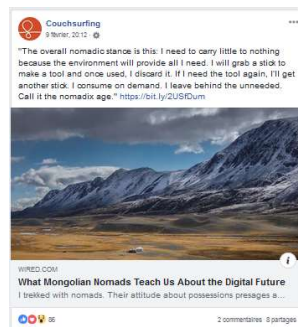 Couchsurfing
9 février, 20:12
"The overall nomadic stance is this: I need to carry little to nothing
because the environment will provide all I need. I will grab a stick to
make a tool and once used, I discard it. If I need the tool again, I'll get
another stick. I consume on demand. I leave behind the unneeded.
Call it the nomadix age." https://bit.ly/2USfDum
WIRED.COM
What Mongolian Nomads Teach Us About the Digital Future
I trekked with nomads. Their attitude about possessions presages a...
86
2 commentaires 8 partages